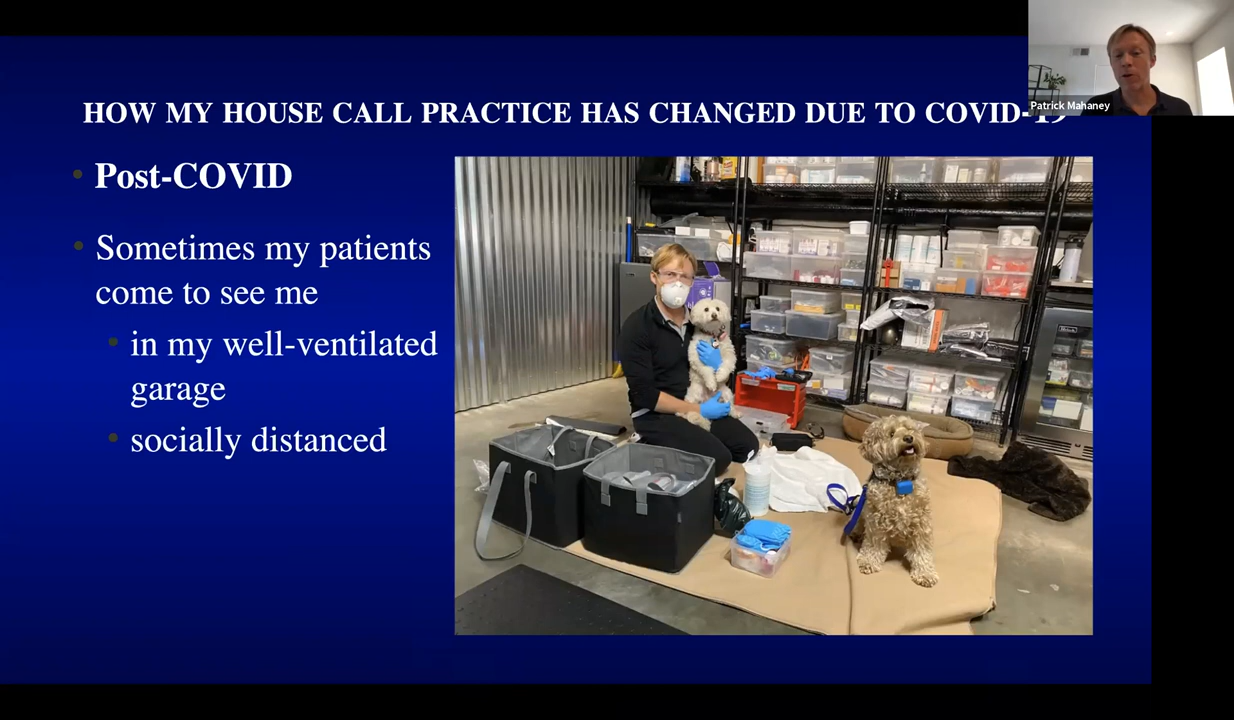 HOW MY HOUSE CALL PRACTICE HAS CHANGED DUE TO COVID-19
Patrick Mahaney
Post-COVID
Sometimes my patients
come to see me
in my well-ventilated
garage
socially distanced